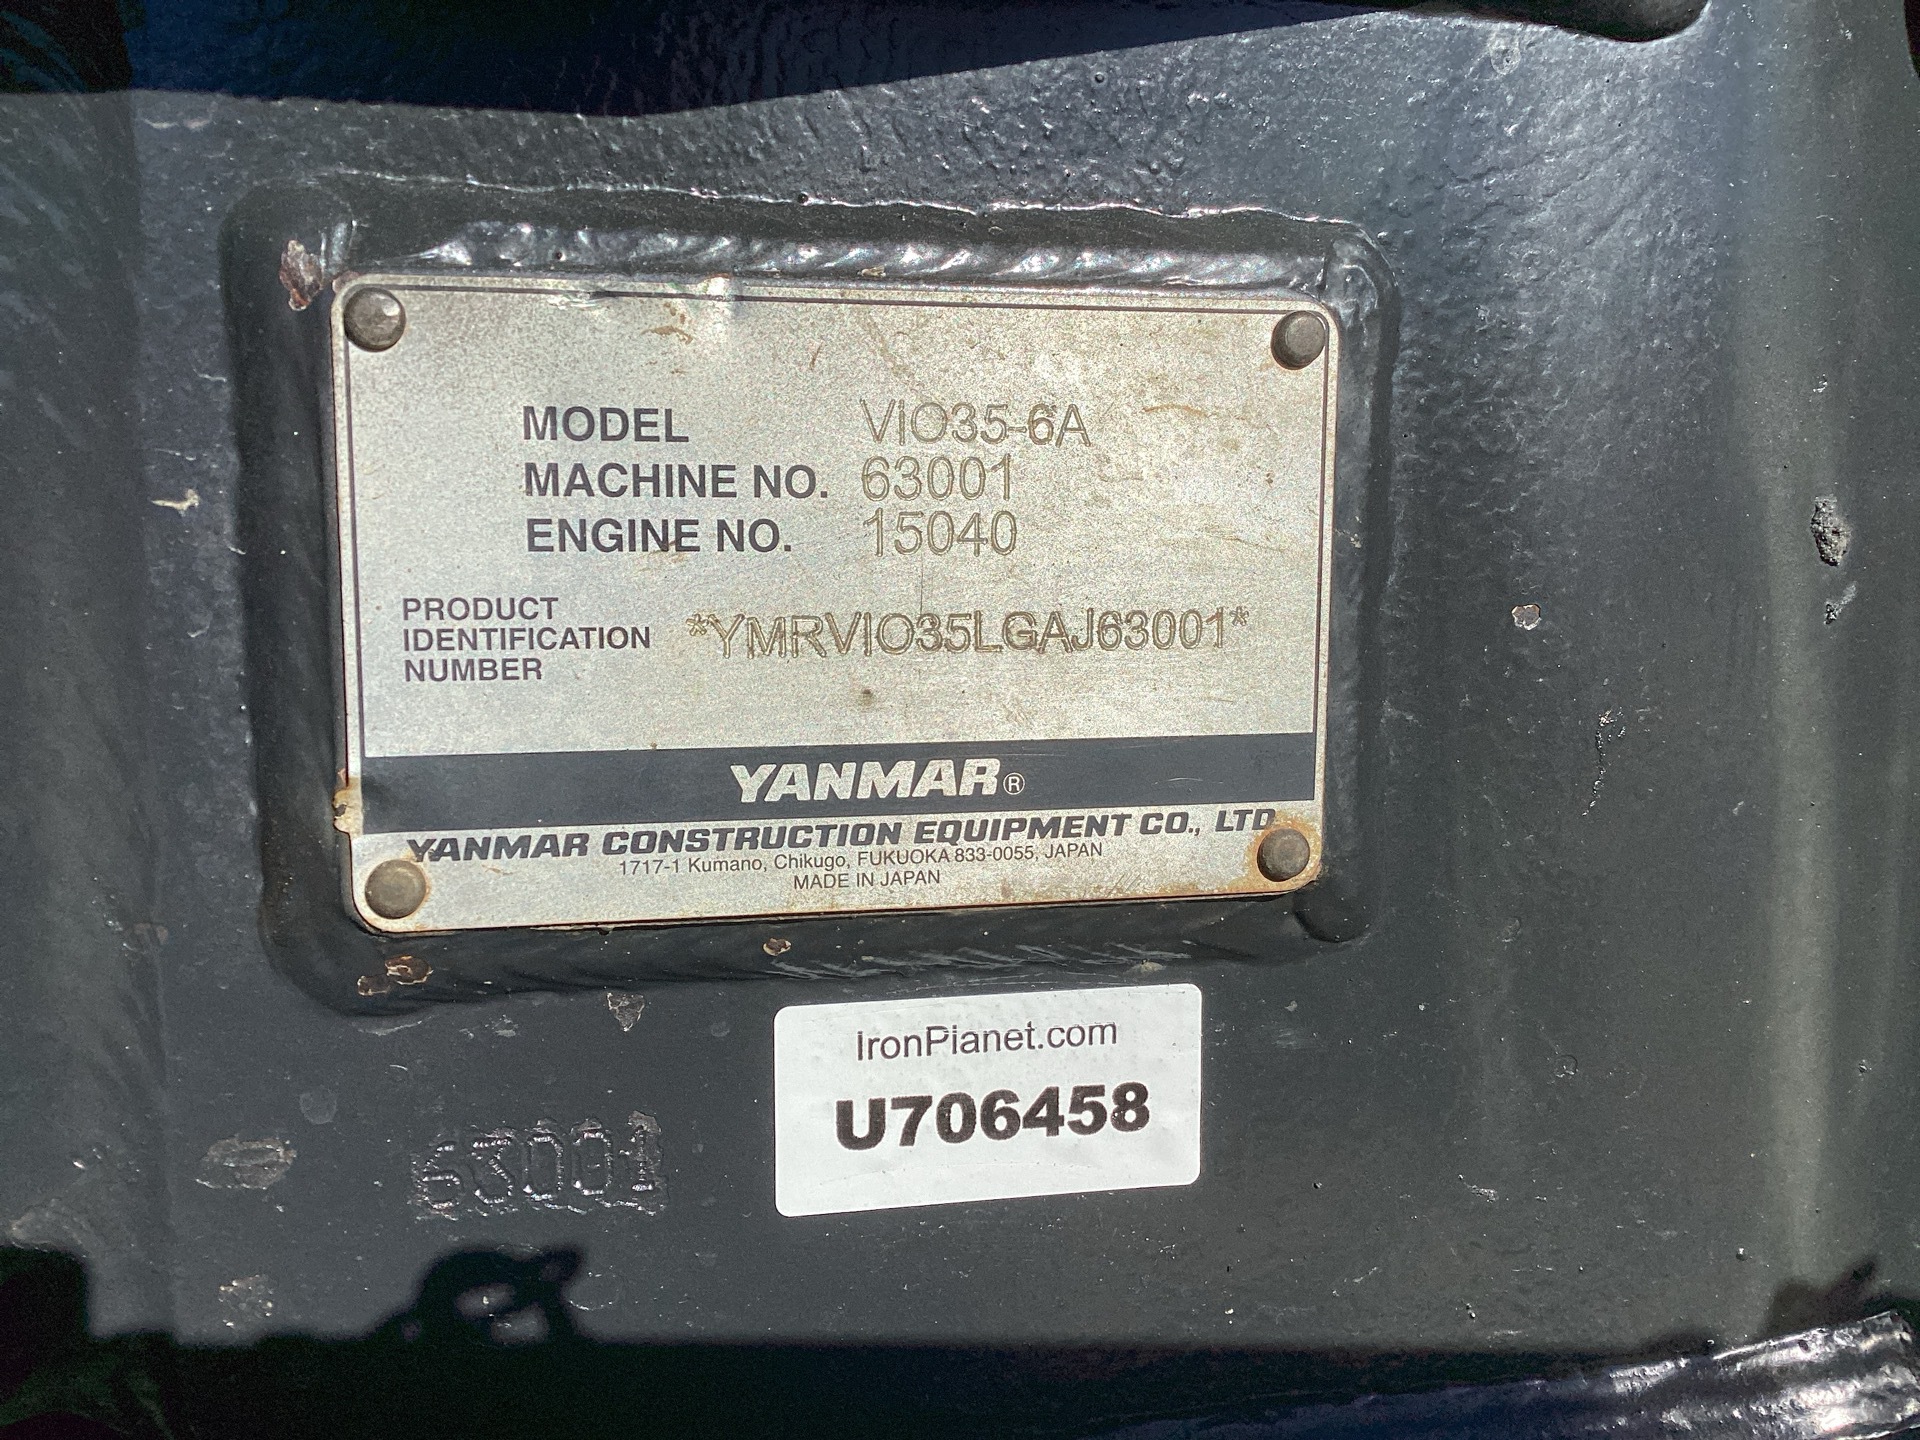 MODEL VIO35-6A
MACHINE NO. 63001
ENGINE NO. 15040
PRODUCT
IDENTIFICATION
NUMBER
*YMRVIO35LGAJ63001*
YANMAR®
YANMAR CONSTRUCTION EQUIPMENT CO., LTD
1717-1 Kumano, Chikugo, FUKUOKA 833-0055, JAPAN
MADE IN JAPAN
IronPlanet.com
U706458
63001